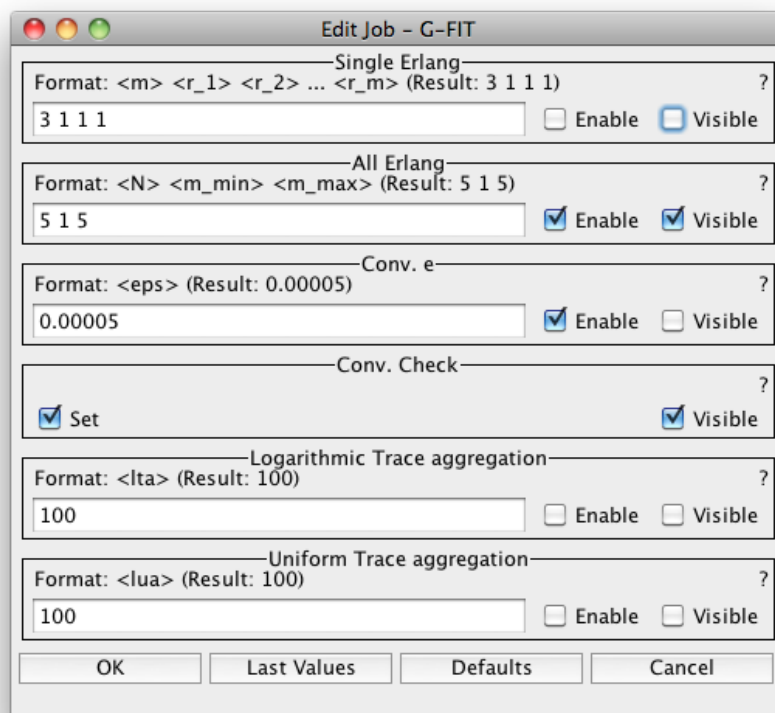 Edit Job – G-FIT
Single Erlang
Format: <m> <r_1> <r_2> ... <r_m> (Result: 3 1 1 1) ?
3 1 1 1 Enable Visible
All Erlang
Format: <N> <m_min> <m_max> (Result: 5 1 5) ?
5 1 5 Enable Visible
Conv. e
Format: <eps> (Result: 0.00005) ?
0.00005 Enable Visible
Conv. Check
?
Set Visible
Logarithmic Trace aggregation
Format: <lta> (Result: 100) ?
100 Enable Visible
Uniform Trace aggregation
Format: <lua> (Result: 100) ?
100 Enable Visible
OK Last Values Defaults Cancel